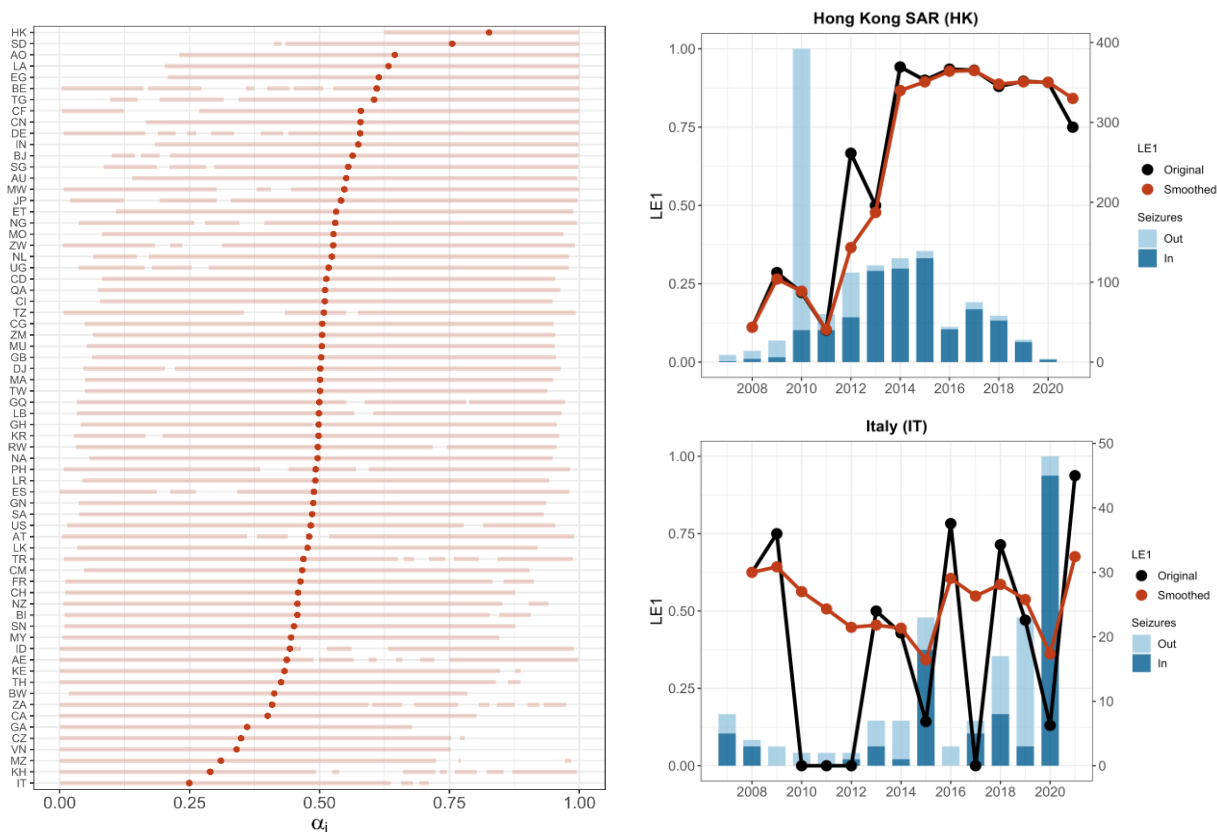 HK
SD
AO
LA
EG
BE
TG
CF
CN
DE
IN
BJ
SG
AU
MW
JP
ET
NG
MO
ZW
NL
UG
CD
QA
CI
TZ
CG
ZM
MU
GB
DJ
MA
TW
GQ
LB
GH
KR
RW
NA
PH
LR
ES
GN
SA
US
AT
LK
TR
CM
FR
CH
NZ
BI
SN
MY
ID
AE
KE
TH
BW
ZA
CA
GA
CZ
VN
MZ
KH
IT
0.00 0.25 0.50 0.75 1.00
αi
Hong Kong SAR (HK)
1.00
0.75
0.50
0.25
0.00
LE1
400
300
200
100
0
2008 2010 2012 2014 2016 2018 2020
LE1
Original
Smoothed
Seizures
Out
In
Italy (IT)
1.00
0.75
0.50
0.25
0.00
LE1
50
40
30
20
10
0
2008 2010 2012 2014 2016 2018 2020
LE1
Original
Smoothed
Seizures
Out
In